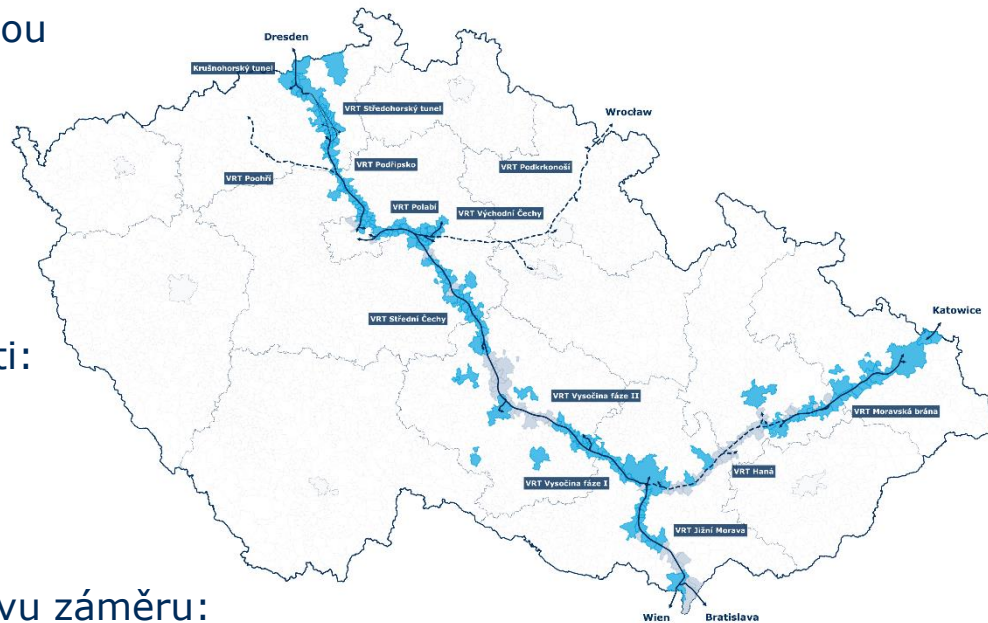 ou
Dresden
Krušnohorský tunel
VRT Středohorský tunel
Wrocław
VRT Podřipsko
VRT Podkrkonoší
VRT Poohří
VRT Polabí
VRT Východní Čechy
Katowice
VRT Střední Čechy
ti:
VRT Vysočina fáze II
VRT Moravská brána
VRT Haná
VRT Vysočina fáze I
VRT Jižní Morava
vu záměru:
Wien
Bratislava